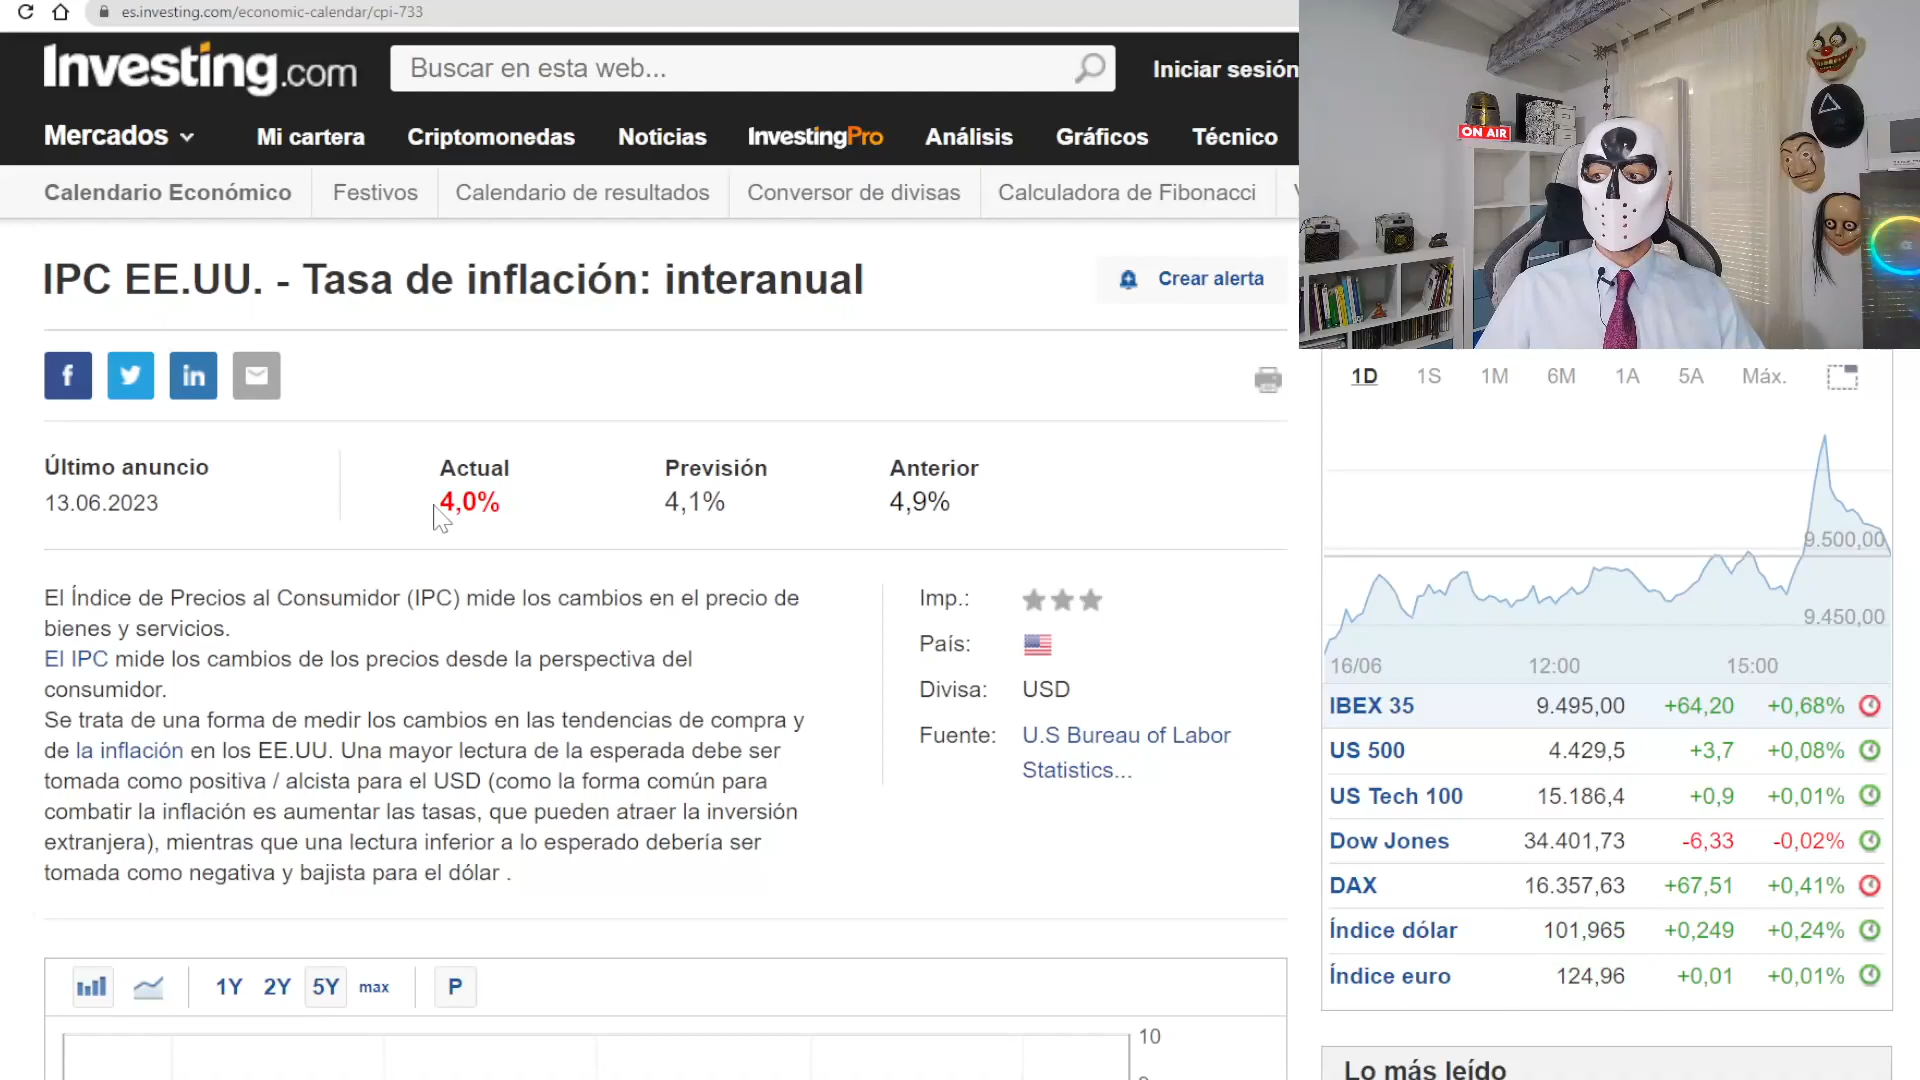 es.investing.com/economic-calendar/cpi-733
Investing.com
Buscar en esta web...
Iniciar sesión
Mercados
Mi cartera
Criptomonedas
Noticias
InvestingPro
Análisis
Gráficos
Técnico
Calendario Económico
Festivos
Calendario de resultados
Conversor de divisas
Calculadora de Fibonacci
ON AIR
IPC EE.UU. - Tasa de inflación: interanual
Crear alerta
f
in
Último anuncio
13.06.2023
Actual
4,0%
Previsión
4,1%
Anterior
4,9%
El Índice de Precios al Consumidor (IPC) mide los cambios en el precio de
bienes y servicios.
El IPC mide los cambios de los precios desde la perspectiva del
consumidor.
Se trata de una forma de medir los cambios en las tendencias de compra y
de la inflación en los EE.UU. Una mayor lectura de la esperada debe ser
tomada como positiva / alcista para el USD (como la forma común para
combatir la inflación es aumentar las tasas, que pueden atraer la inversión
extranjera), mientras que una lectura inferior a lo esperado debería ser
tomada como negativa y bajista para el dólar .
Imp.:
País:
Divisa: USD
Fuente: U.S Bureau of Labor
Statistics...
1Y 2Y 5Y max P
10
1D 1S 1M 6M 1A 5A Máx.
9.500,00
9.450,00
16/06 12:00 15:00
IBEX 35 9.495,00 +64,20 +0,68%
US 500 4.429,5 +3,7 +0,08%
US Tech 100 15.186,4 +0,9 +0,01%
Dow Jones 34.401,73 -6,33 -0,02%
DAX 16.357,63 +67,51 +0,41%
Índice dólar 101,965 +0,249 +0,24%
Índice euro 124,96 +0,01 +0,01%
Lo más leído